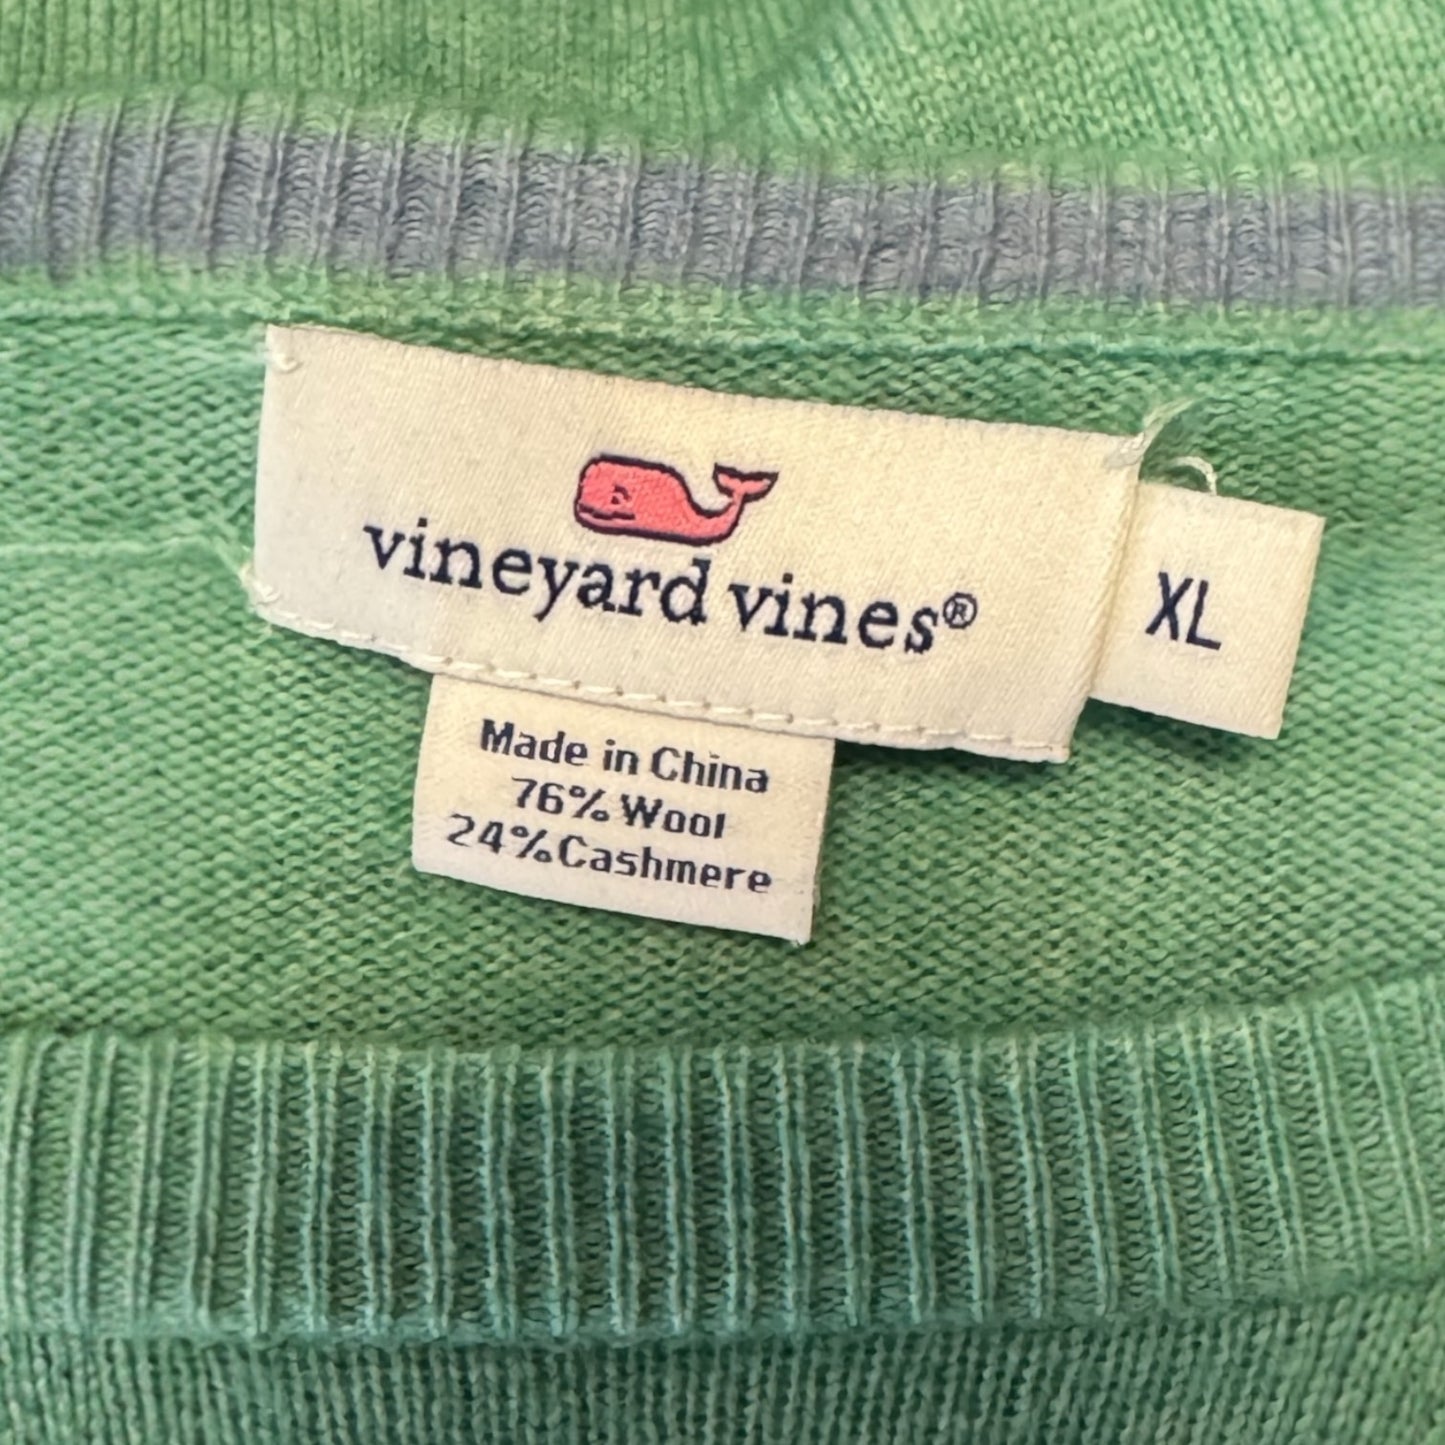 vineyard vines®
XL
Made in China
76% Wool
24% Cashmere